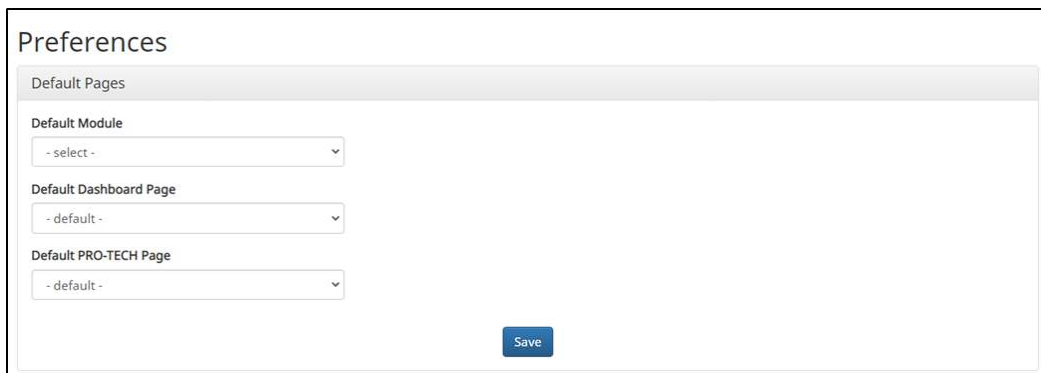 Preferences
Default Pages
Default Module
- select -
Default Dashboard Page
- default -
Default PRO-TECH Page
- default -
Save